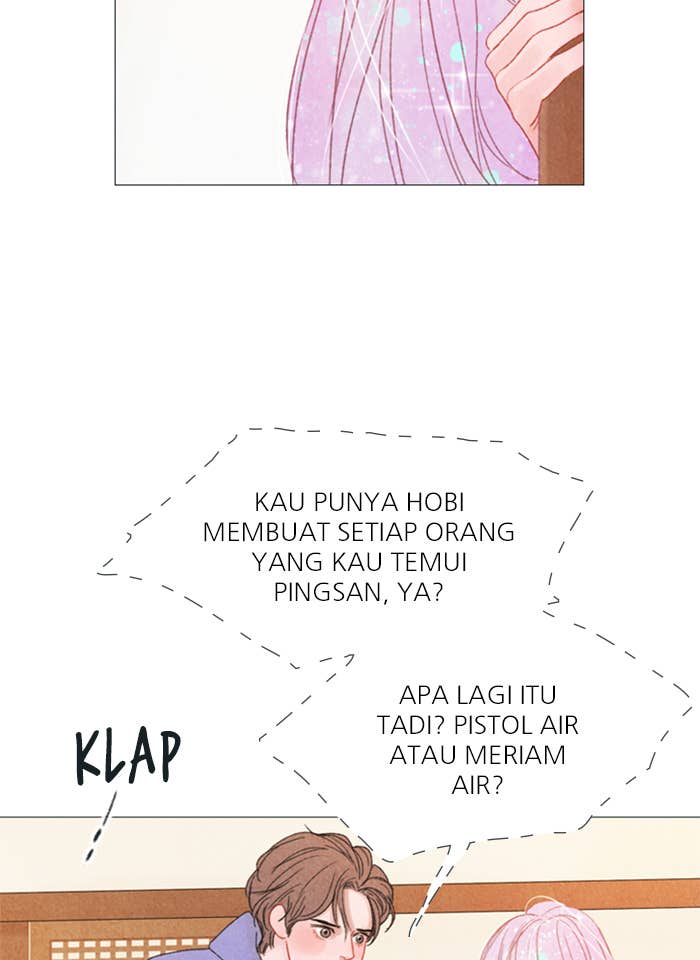 KAU PUNYA HOBI
MEMBUAT SETIAP ORANG
YANG KAU TEMUI
PINGSAN, YA?
APA LAGI ITU
TADI? PISTOL AIR
ATAU MERIAM
AIR?
KLAP